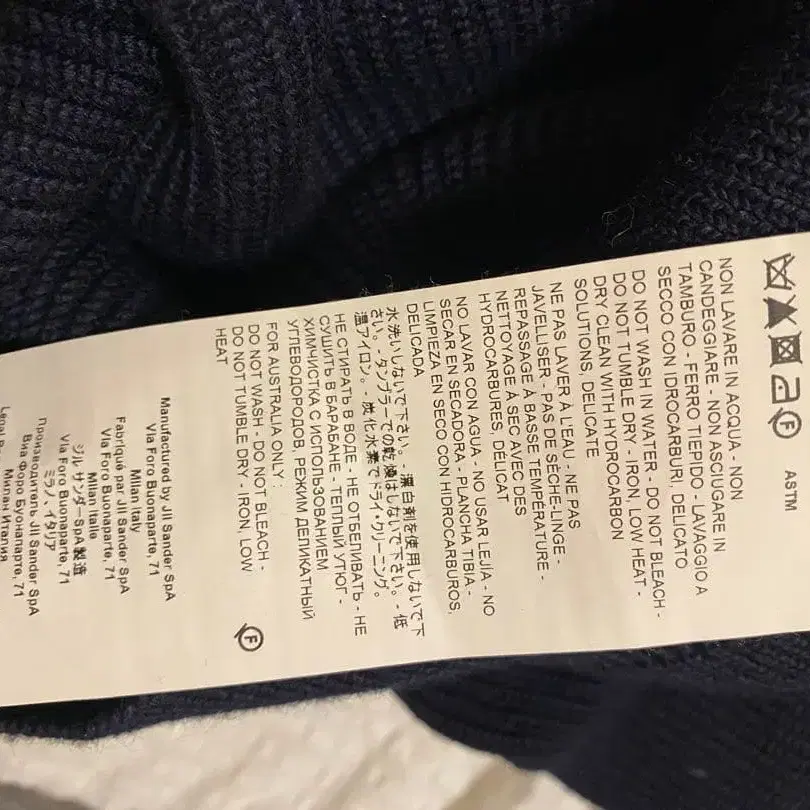 ASTM
NON LAVARE IN ACQUA - NON
CANDEGGIARE - NON ASCIUGARE IN
TAMBURO - FERRO TIEPIDO - LAVAGGIO A
SECCO CON IDROCARBURI, DELICATO
DO NOT WASH IN WATER - DO NOT BLEACH -
DO NOT TUMBLE DRY - IRON, LOW HEAT -
DRY CLEAN WITH HYDROCARBON
SOLUTIONS, DELICATE
NE PAS LAVER À L'EAU - NE PAS
JAVELLISER - PAS DE SÈCHE-LINGE -
REPASSAGE À BASSE TEMPÉRATURE -
NETTOYAGE À SEC AVEC DES
HYDROCARBURES, DÉLICAT
NO LAVAR CON AGUA - NO USAR LEJÍA - NO
SECAR EN SECADORA - PLANCHA TIBIA -
LIMPIEZA EN SECO CON HIDROCARBUROS,
DELICADA
水洗いしないで下さい。 漂白剤を使用しないで下
さい。- タンブラーでの乾燥はしないで下さい。- 低
温アイロン。- 炭化水素でドライ・クリーニング。
НЕ СТИРАТЬ В ВОДЕ - НЕ ОТБЕЛИВАТЬ - НЕ
СУШИТЬ В БАРАБАНЕ - ТЕПЛЫЙ УТЮГ -
ХИМЧИСТКА С ИСПОЛЬЗОВАНИЕМ
УГЛЕВОДОРОДОВ, РЕЖИМ ДЕЛИКАТНЫЙ
FOR AUSTRALIA ONLY :
DO NOT WASH - DO NOT BLEACH -
DO NOT TUMBLE DRY - IRON, LOW
HEAT
F
Manufactured by Jil Sander SpA
Via Foro Buonaparte, 71
Milan Italy
Fabriqué par Jil Sander SpA
Via Foro Buonaparte, 71
Milan Italie
ジル サンダーSpA 製造
Via Foro Buonaparte, 71
ミラノ、イタリア
Производитель Jil Sander SpA
Виа Форо Буонапарте, 71
Милан Италия
Legal